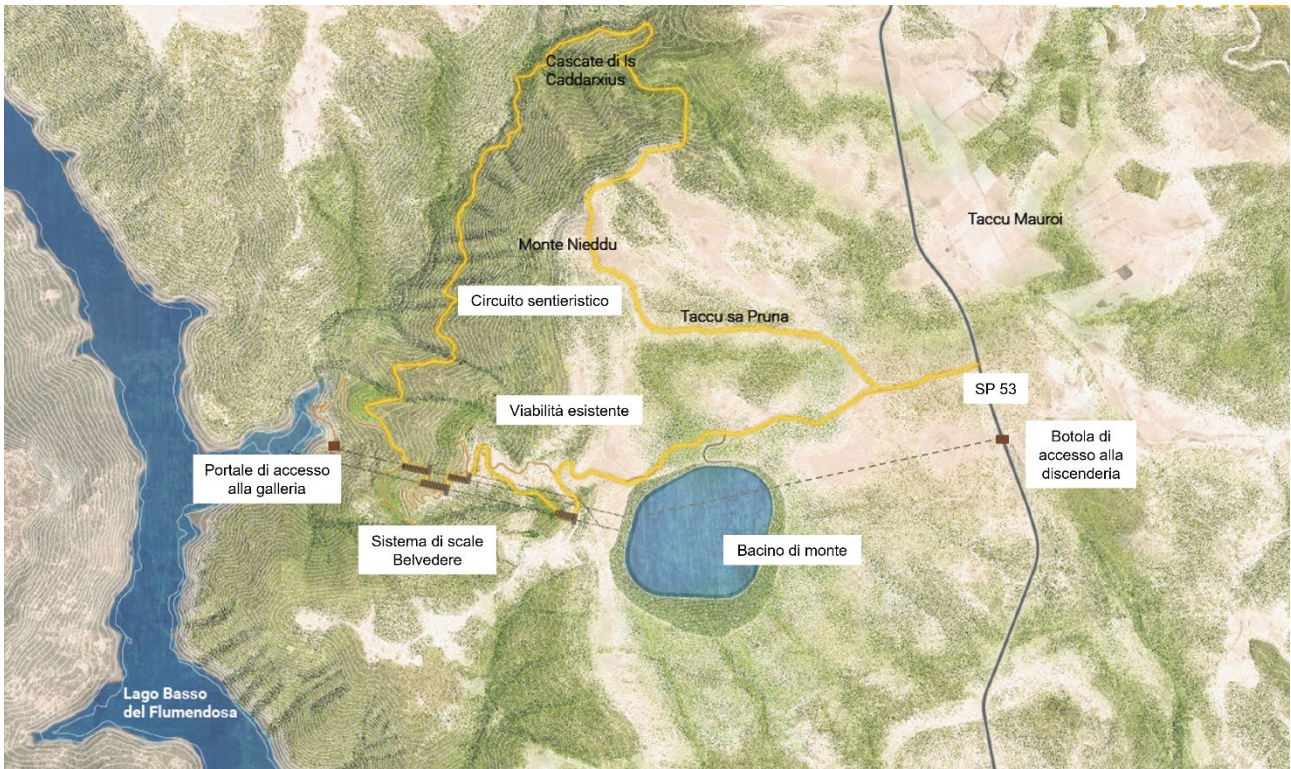 Cascate di Is
Caddarxius
Taccu Mauroi
Monte Nieddu
Circuito sentieristico
Taccu sa Pruna
SP 53
Viabilità esistente
Botola di
accesso alla
discenderia
Portale di accesso
alla galleria
Sistema di scale
Belvedere
Bacino di monte
Lago Basso
del Flumendosa